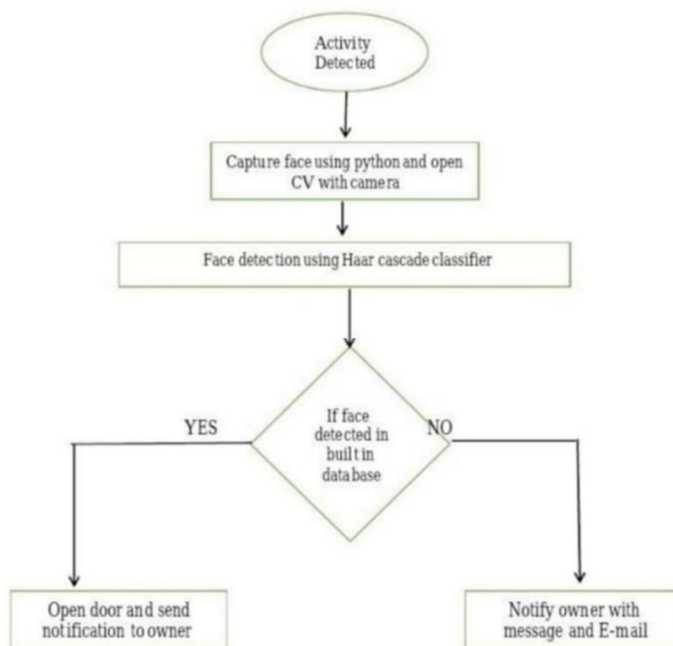 Activity
Detected
Capture face using python and open
CV with camera
Face detection using Haar cascade classifier
If face
detected in
built in
database
YES
NO
Open door and send
notification to owner
Notify owner with
message and E-mail